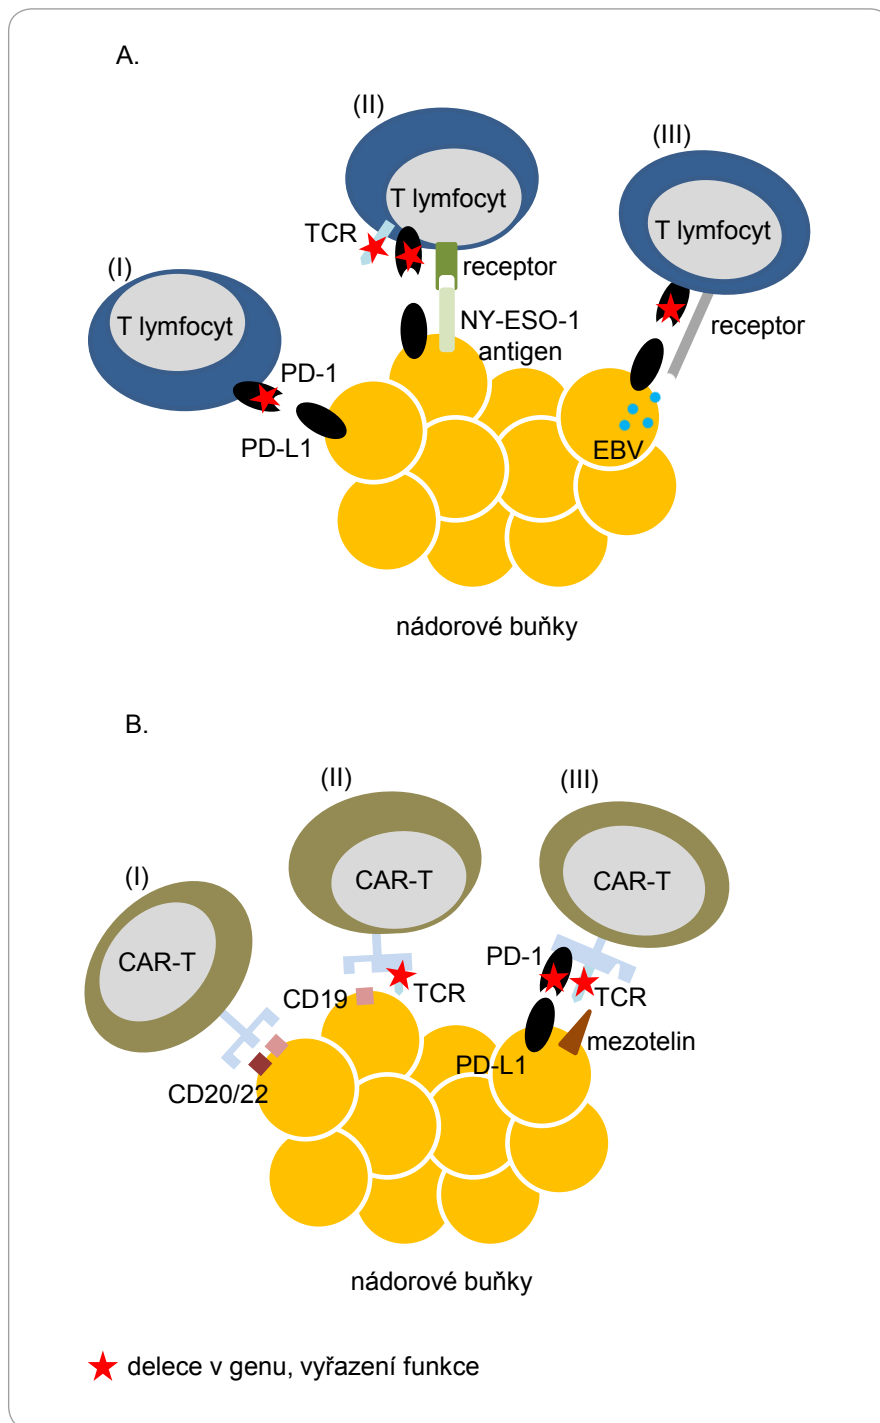 A.
(II)
(III)
T lymfocyt
T lymfocyt
TCR
receptor
(I)
T lymfocyt
NY-ESO-1
antigen
receptor
PD-1
PD-L1
EBV
nádorové buňky
B.
(II)
(III)
(I)
CAR-T
CAR-T
CAR-T
PD-1
CD19
TCR
TCR
mezotelin
PD-L1
CD20/22
nádorové buňky
delece v genu, vyřazení funkce